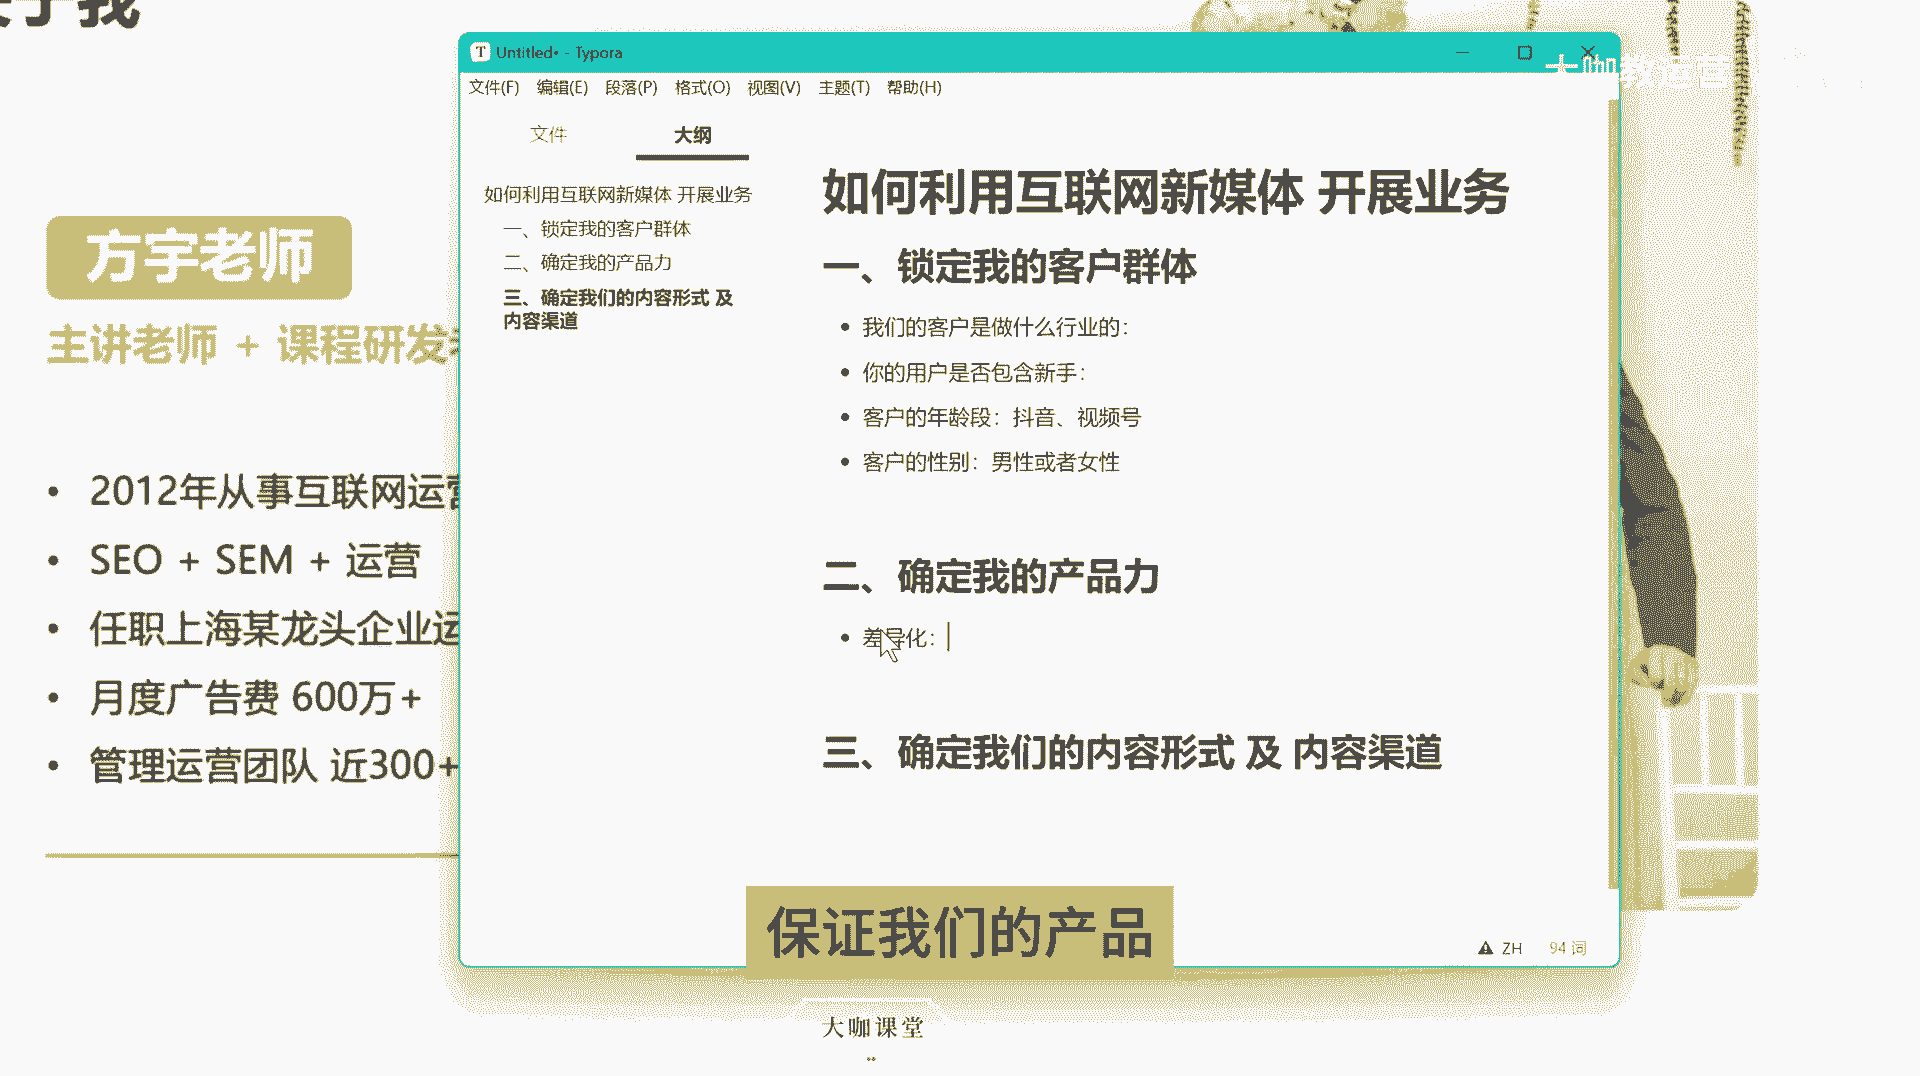 于我
Untitled• - Typora
文件(F) 编辑(E) 段落(P) 格式(O) 视图(V) 主题(T) 帮助(H)
文件 大纲
如何利用互联网新媒体 开展业务
一、锁定我的客户群体
二、确定我的产品力
三、确定我们的内容形式 及
内容渠道
如何利用互联网新媒体 开展业务
一、锁定我的客户群体
• 我们的客户是做什么行业的：
• 你的用户是否包含新手：
• 客户的年龄段：抖音、视频号
• 客户的性别：男性或者女性
二、确定我的产品力
• 差异化：
三、确定我们的内容形式 及 内容渠道
ZH 94 词
方宇老师
主讲老师 + 课程研发
• 2012年从事互联网运营
• SEO + SEM + 运营
• 任职上海某龙头企业运
• 月度广告费 600万+
• 管理运营团队 近300+
保证我们的产品
大咖课堂